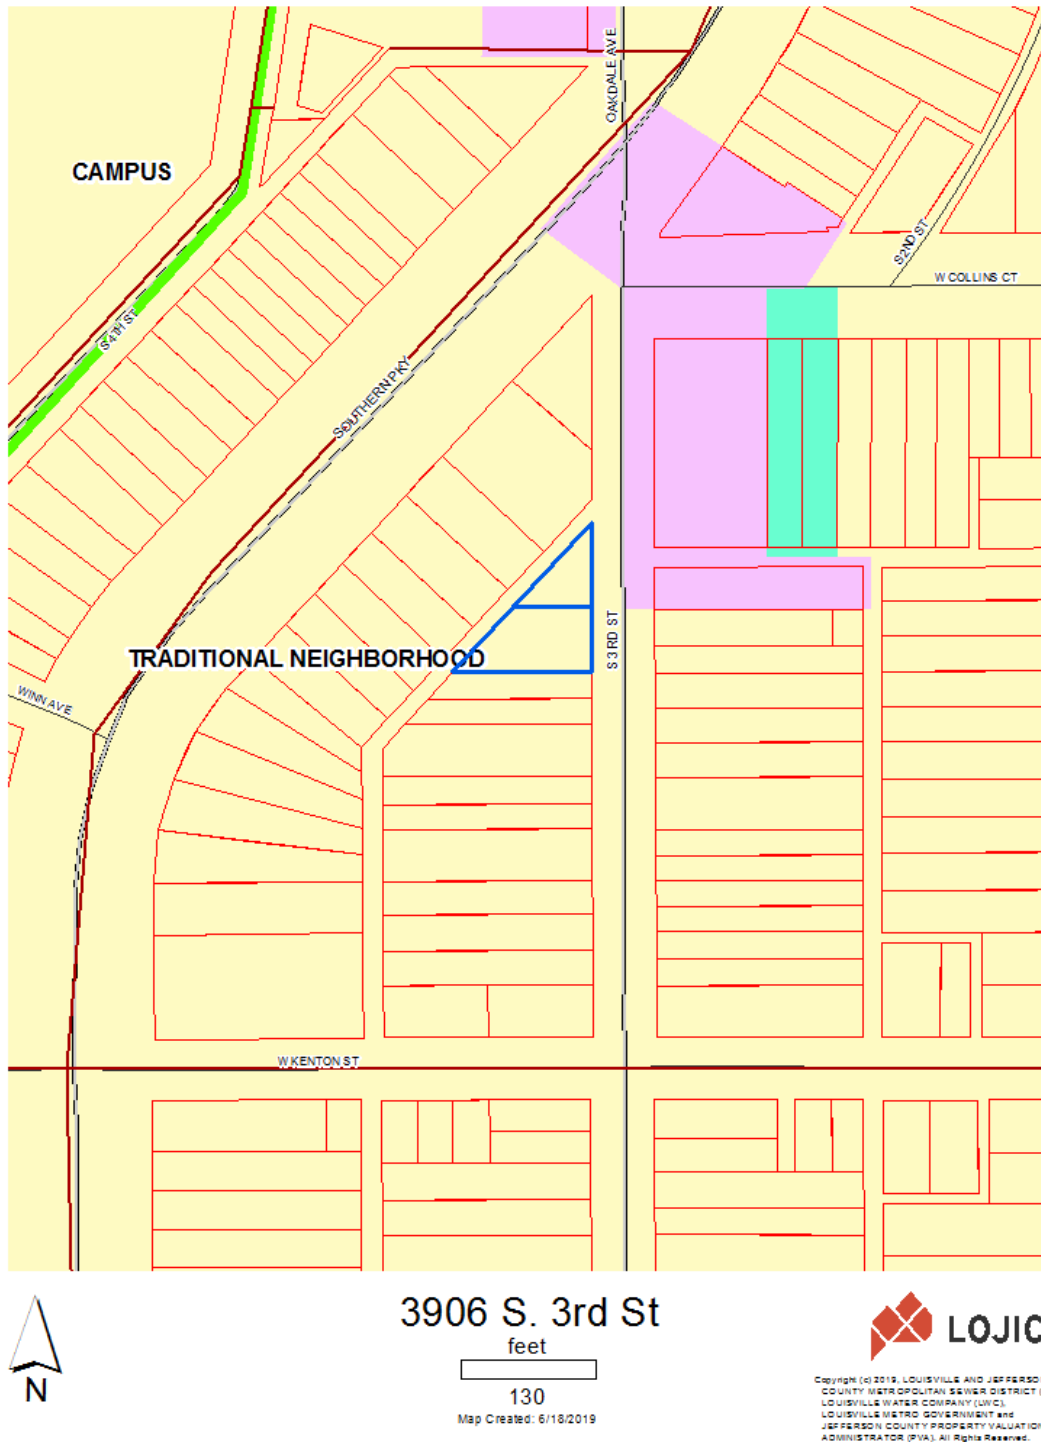 OAKDALE AVE
CAMPUS
S 2ND ST
W COLLINS CT
S 4TH ST
SOUTHERN PKY
S 3RD ST
TRADITIONAL NEIGHBORHOOD
WINN AVE
W KENTON ST
3906 S. 3rd St
feet
130
Map Created: 6/18/2019
N
LOJIC
Copyright (c) 2019, LOUISVILLE AND JEFFERSO
COUNTY METROPOLITAN SEWER DISTRICT (
LOUISVILLE WATER COMPANY (LWC),
LOUISVILLE METRO GOVERNMENT and
JEFFERSON COUNTY PROPERTY VALUATION
ADMINISTRATOR (PVA). All Rights Reserved.